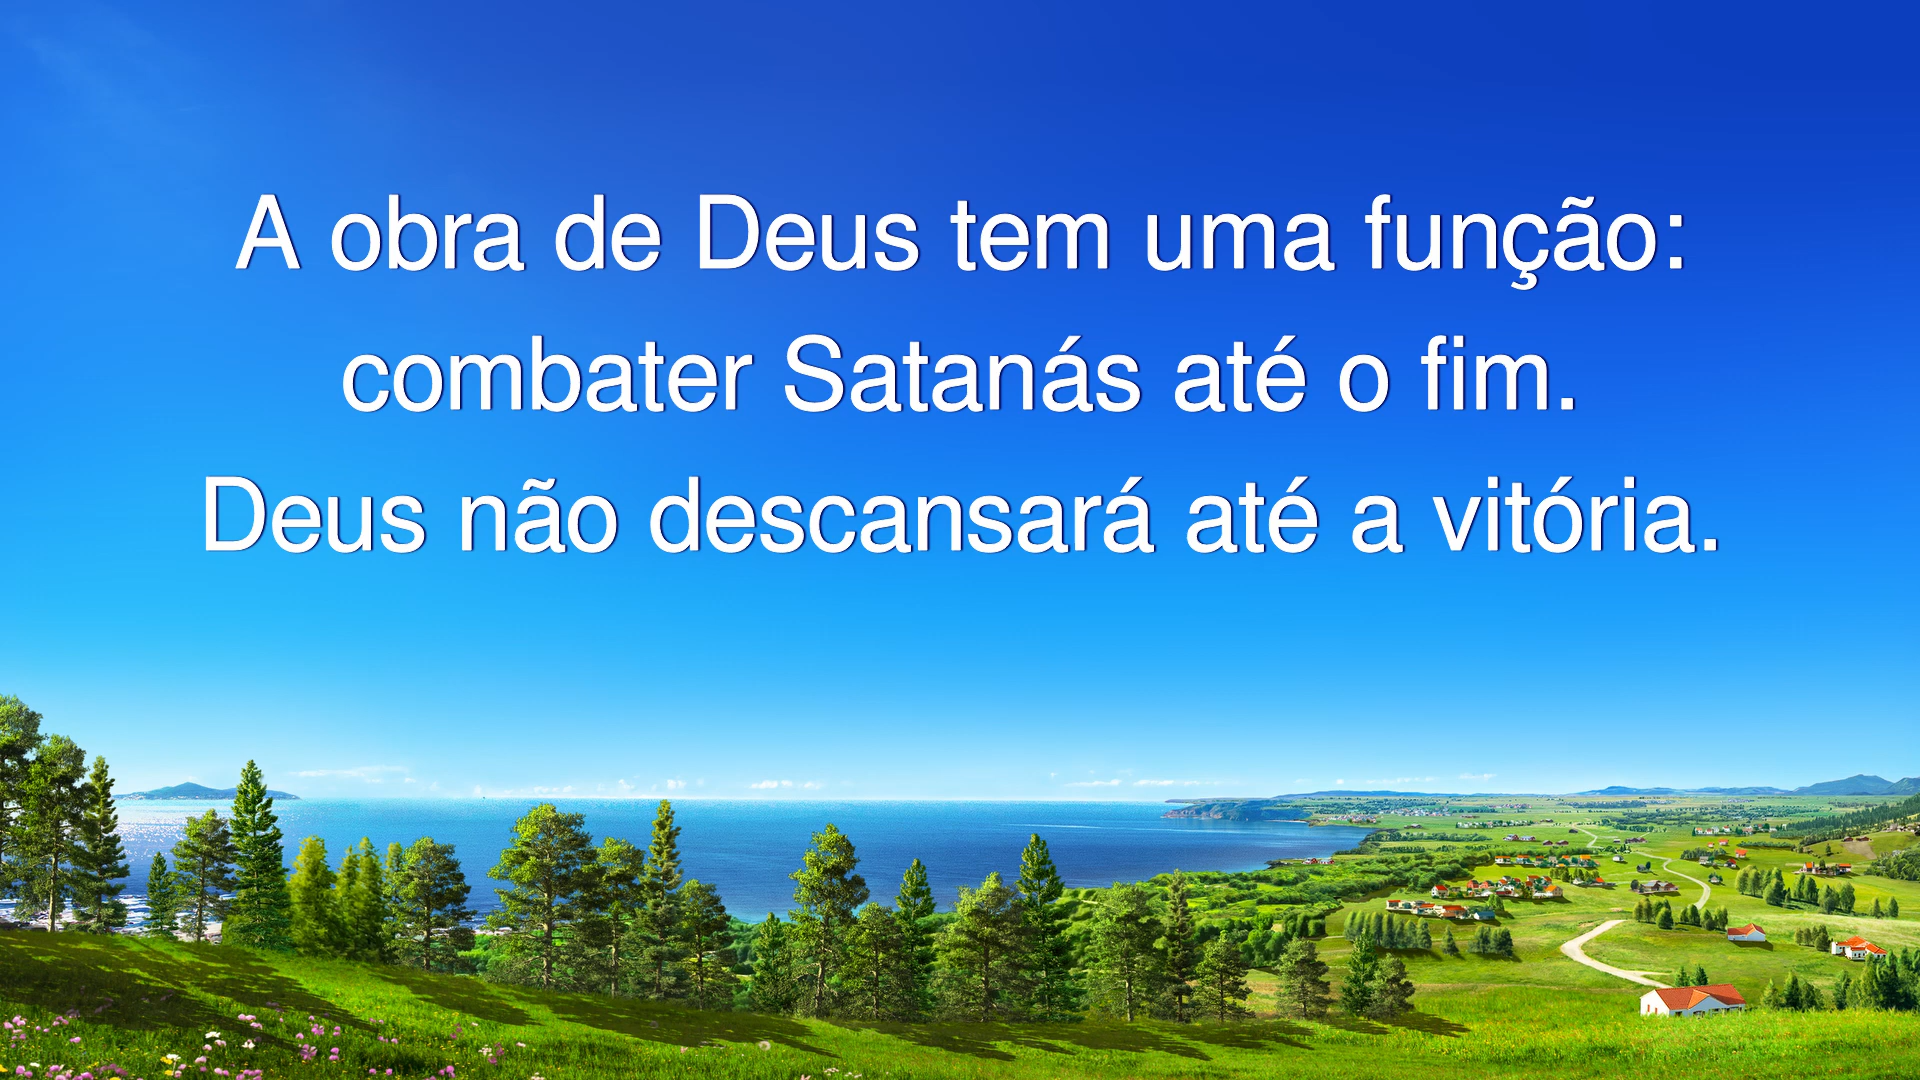 A obra de Deus tem uma função:
combater Satanás até o fim.
Deus não descansará até a vitória.